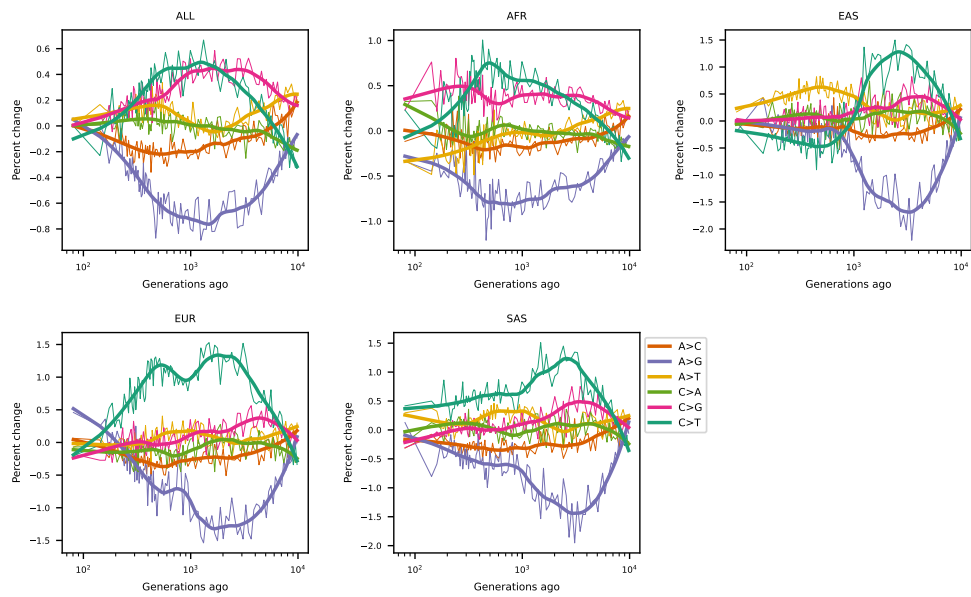 ALL
0.6
0.4
0.2
0.0
−0.2
−0.4
−0.6
−0.8
Percent change
10²
10³
10⁴
Generations ago
AFR
1.0
0.5
0.0
−0.5
−1.0
Percent change
10²
10³
10⁴
Generations ago
EAS
1.5
1.0
0.5
0.0
−0.5
−1.0
−1.5
−2.0
Percent change
10²
10³
10⁴
Generations ago
EUR
1.5
1.0
0.5
0.0
−0.5
−1.0
−1.5
Percent change
10²
10³
10⁴
Generations ago
SAS
1.5
1.0
0.5
0.0
−0.5
−1.0
−1.5
−2.0
Percent change
10²
10³
10⁴
Generations ago
A>C
A>G
A>T
C>A
C>G
C>T